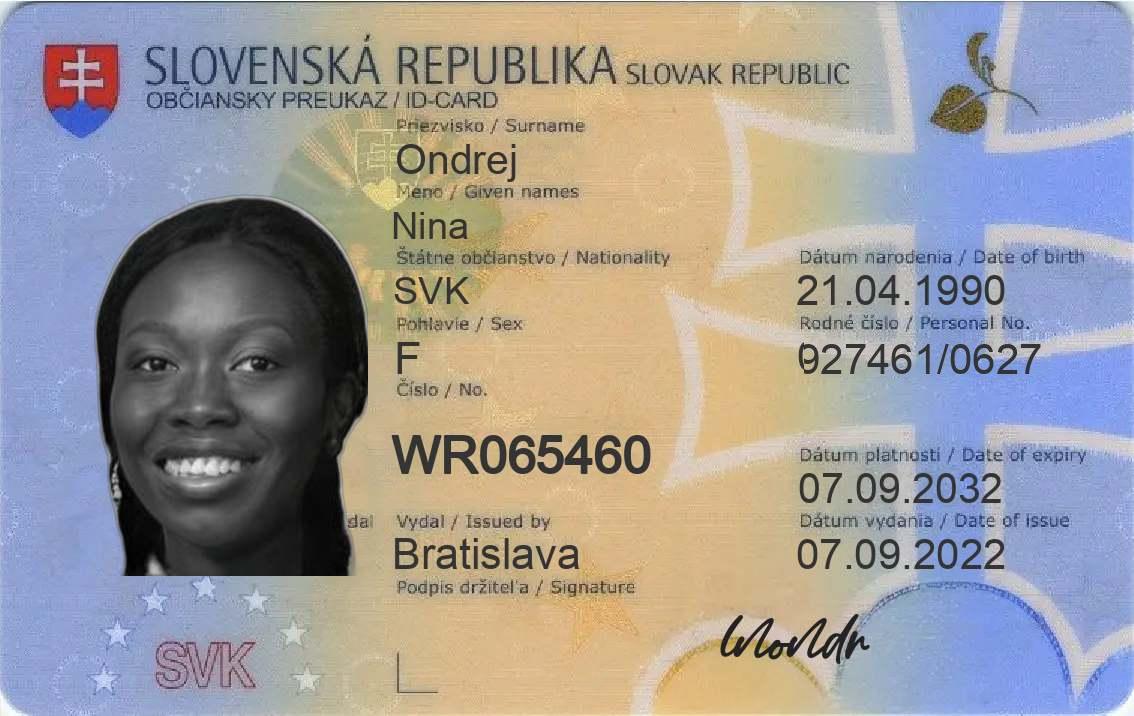 SLOVENSKÁ REPUBLIKA SLOVAK REPUBLIC
OBČIANSKY PREUKAZ / ID-CARD
Priezvisko / Surname
Ondrej
Meno / Given names
Nina
Štátne občianstvo / Nationality
SVK
Dátum narodenia / Date of birth
21.04.1990
Pohlavie / Sex
F
Rodné číslo / Personal No.
927461/0627
Číslo / No.
WR065460
Dátum platnosti / Date of expiry
07.09.2032
Vydal / Issued by
Bratislava
Dátum vydania / Date of issue
07.09.2022
Podpis držiteľa / Signature
SVK